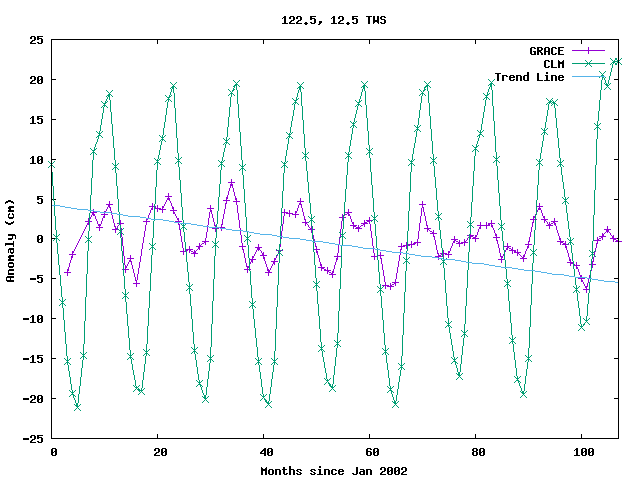 122.5, 12.5 TWS
GRACE
CLM
Trend Line
25
20
15
10
5
0
-5
-10
-15
-20
-25
Anomaly (cm)
0 20 40 60 80 100
Months since Jan 2002